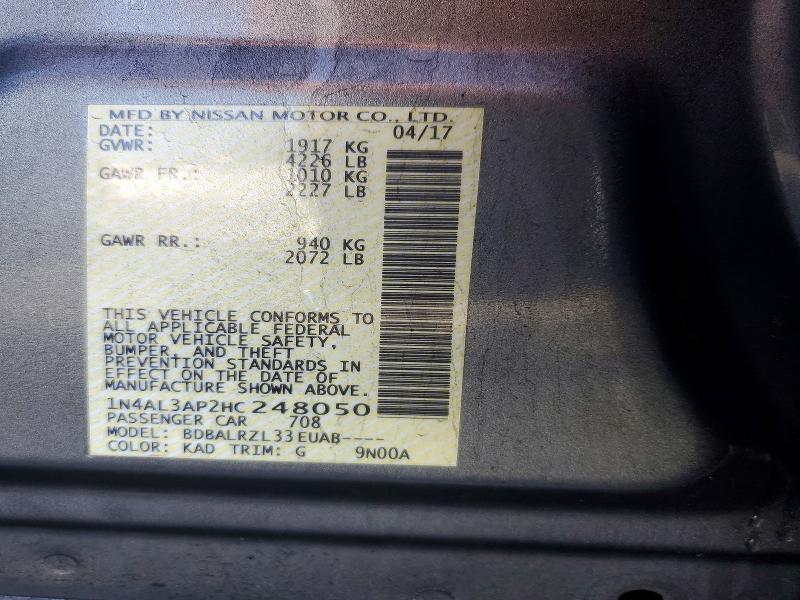 MFD BY NISSAN MOTOR CO., LTD.
DATE: 04/17
GVWR: 1917 KG
4226 LB
GAWR FR.: 1010 KG
2227 LB
GAWR RR.: 940 KG
2072 LB
THIS VEHICLE CONFORMS TO
ALL APPLICABLE FEDERAL
MOTOR VEHICLE SAFETY,
BUMPER, AND THEFT
PREVENTION STANDARDS IN
EFFECT ON THE DATE OF
MANUFACTURE SHOWN ABOVE.
1N4AL3AP2HC248050
PASSENGER CAR 708
MODEL: BDBALRZL33EUAB----
COLOR: KAD TRIM: G 9N00A